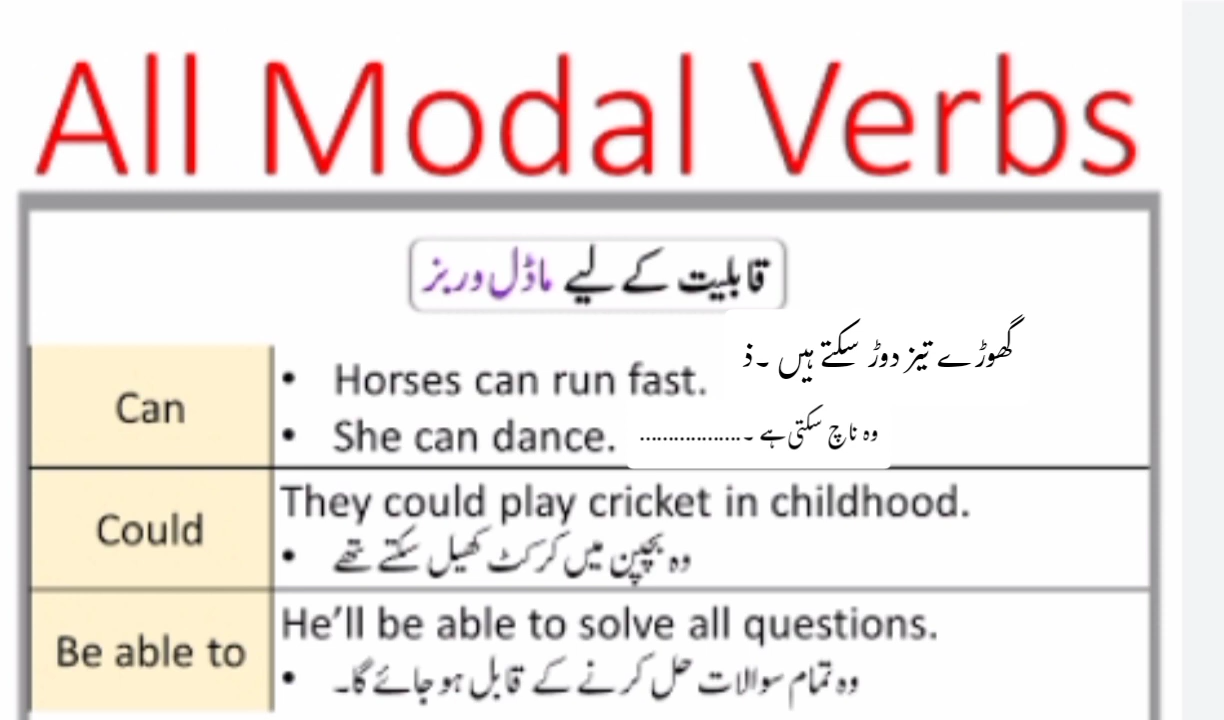 All Modal Verbs
قابلیت کے لیے ماڈل وربز
Can
• Horses can run fast. گھوڑے تیز دوڑ سکتے ہیں ۔ذ
• She can dance. وہ ناچ سکتی ہے ۔..................
Could
They could play cricket in childhood.
• وہ بچپن میں کرکٹ کھیل سکتے تھے
Be able to
He’ll be able to solve all questions.
• وہ تمام سوالات حل کرنے کے قابل ہو جائے گا۔